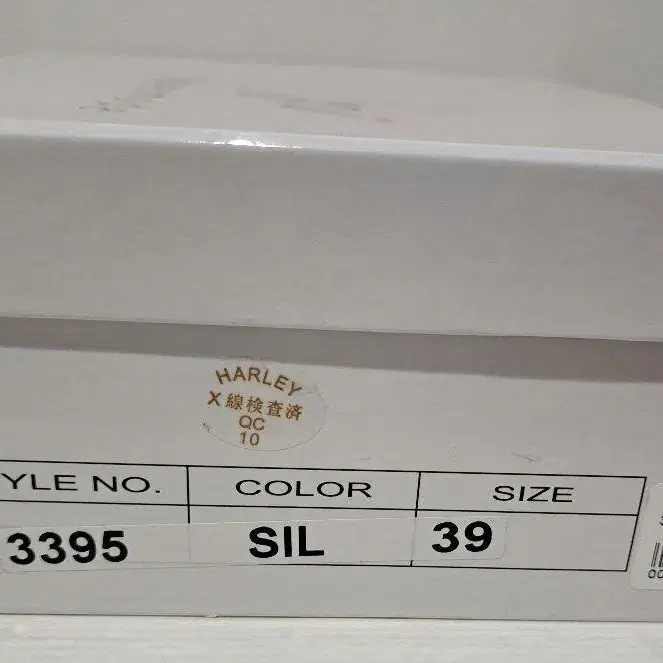 HARLEY
X線検査済
QC
10
YLE NO. COLOR SIZE
3395 SIL 39